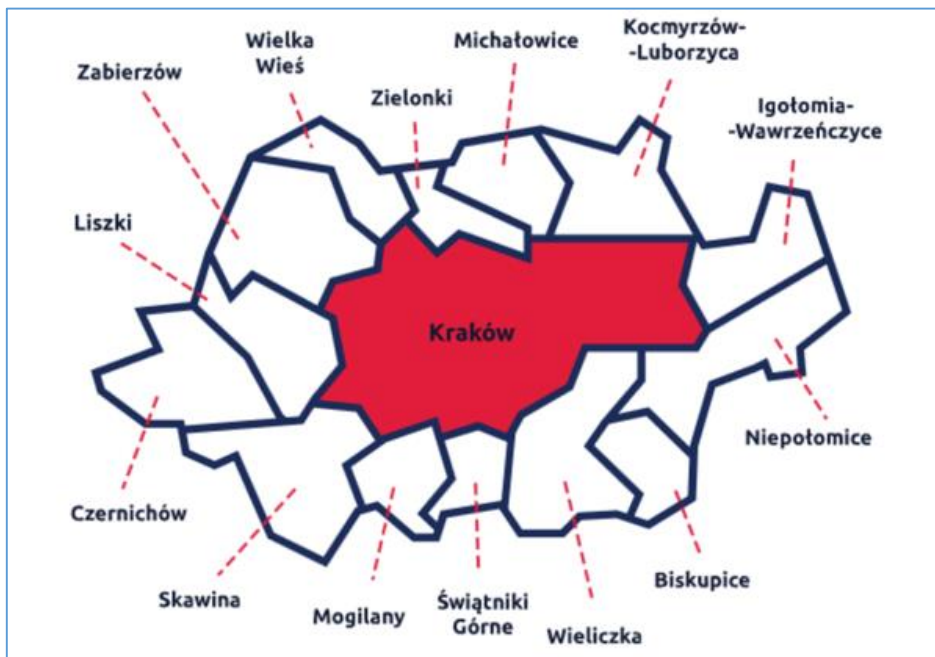 Wielka
Wieś
Michałowice
Kocmyrzów-
-Luborzyca
Zabierzów
Zielonki
Igołomia-
-Wawrzeńczyce
Liszki
Kraków
Niepołomice
Czernichów
Skawina
Mogilany
Świątniki
Górne
Wieliczka
Biskupice